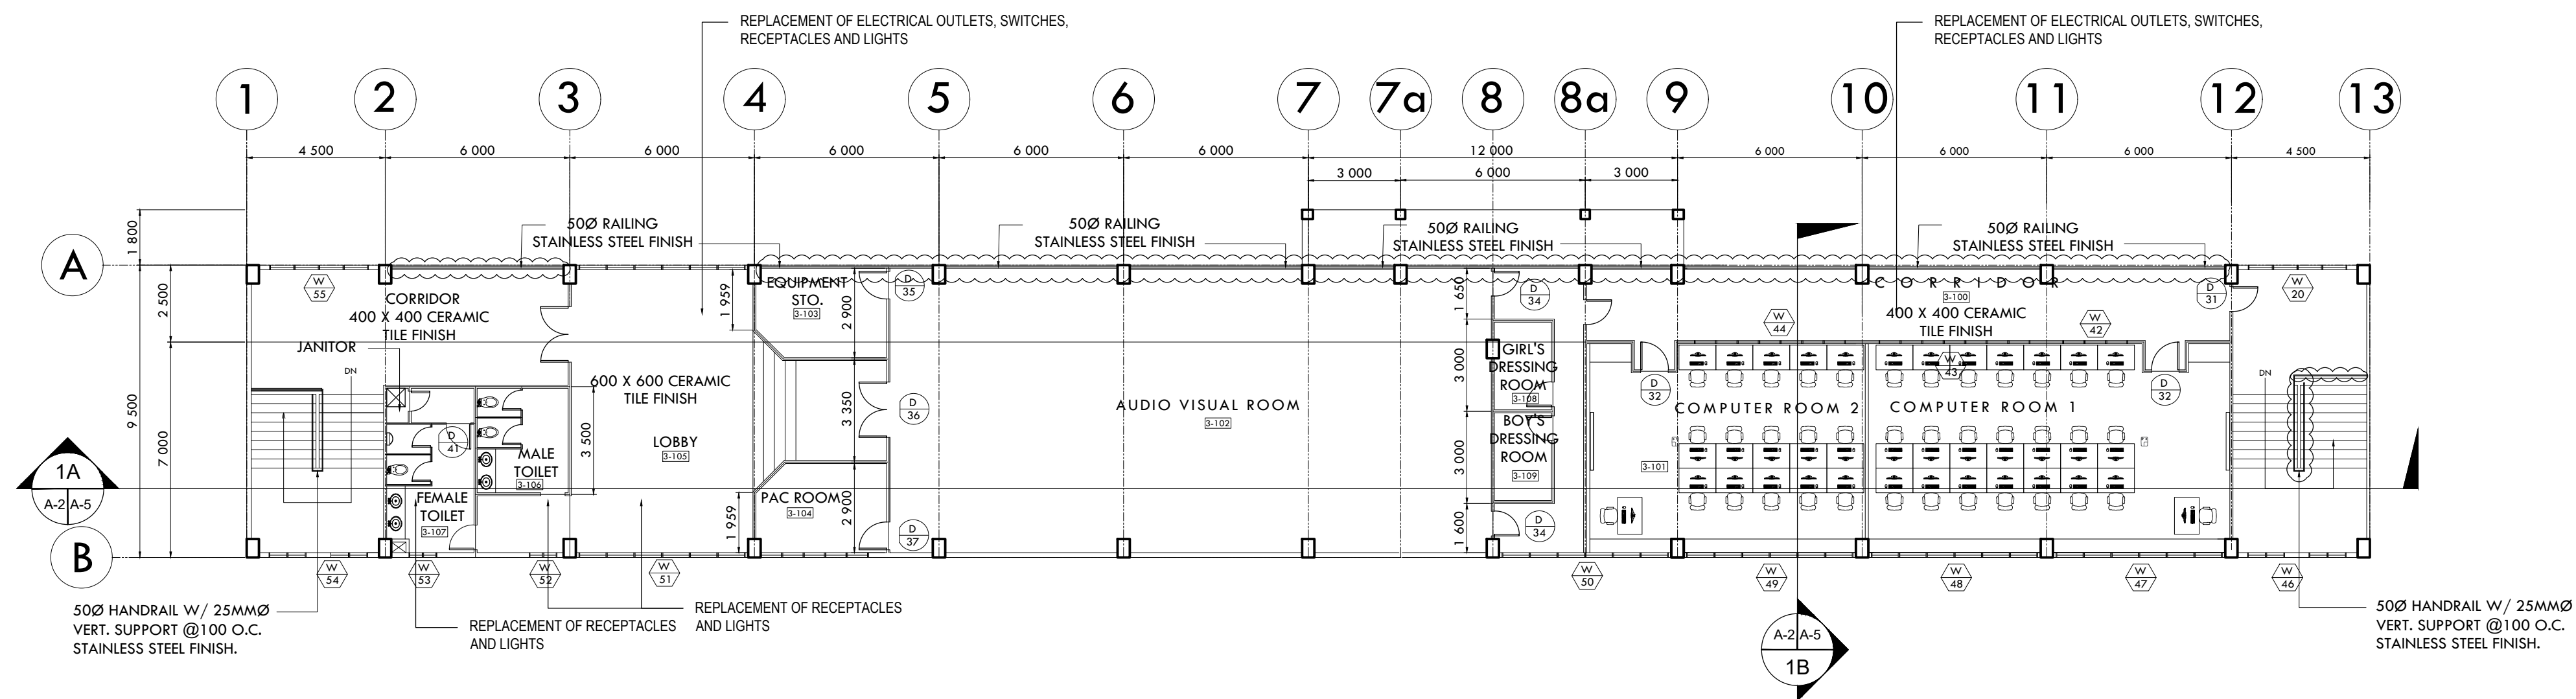 REPLACEMENT OF ELECTRICAL OUTLETS, SWITCHES,
RECEPTACLES AND LIGHTS
REPLACEMENT OF ELECTRICAL OUTLETS, SWITCHES,
RECEPTACLES AND LIGHTS
1
2
3
4
5
6
7
7a
8
8a
9
10
11
12
13
4 500
6 000
6 000
6 000
6 000
6 000
12 000
6 000
6 000
6 000
4 500
3 000
6 000
3 000
1 800
50Ø RAILING
STAINLESS STEEL FINISH
50Ø RAILING
STAINLESS STEEL FINISH
50Ø RAILING
STAINLESS STEEL FINISH
50Ø RAILING
STAINLESS STEEL FINISH
A
2 500
9 500
7 000
W
55
CORRIDOR
400 X 400 CERAMIC
TILE FINISH
JANITOR
DN
1 959
EQUIPMENT
STO.
3-103
2 900
D
35
1 650
D
34
CORRIDOR
3-100
400 X 400 CERAMIC
TILE FINISH
W
44
W
42
W
43
D
31
W
20
600 X 600 CERAMIC
TILE FINISH
3 350
D
36
3 000
GIRL'S
DRESSING
ROOM
3-108
D
32
D
32
DN
AUDIO VISUAL ROOM
3-102
COMPUTER ROOM 2
COMPUTER ROOM 1
3-101
3 500
D
41
LOBBY
3-105
MALE
TOILET
3-106
FEMALE
TOILET
3-107
3 000
BOY'S
DRESSING
ROOM
3-109
PAC ROOM
3-104
2 900
1 959
D
37
1 600
D
34
1A
A-2
A-5
B
W
54
W
53
W
52
W
51
W
50
W
49
W
48
W
47
W
46
50Ø HANDRAIL W/ 25MMØ
VERT. SUPPORT @100 O.C.
STAINLESS STEEL FINISH.
REPLACEMENT OF RECEPTACLES
AND LIGHTS
REPLACEMENT OF RECEPTACLES
AND LIGHTS
A-2
A-5
1B
50Ø HANDRAIL W/ 25MMØ
VERT. SUPPORT @100 O.C.
STAINLESS STEEL FINISH.